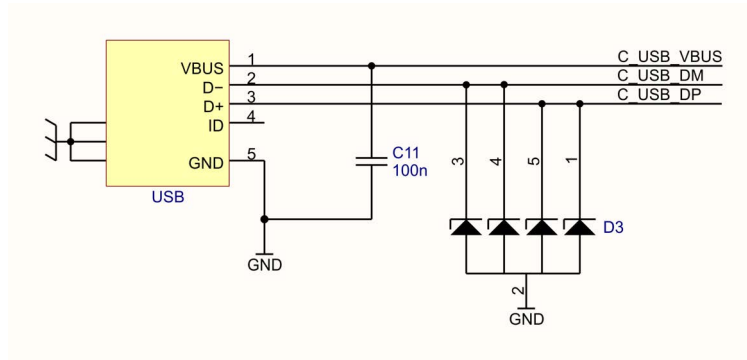 VBUS 1 C_USB_VBUS
D− 2 C_USB_DM
D+ 3 C_USB_DP
ID 4
GND 5
USB
C11
100n
3 4 5 1
D3
GND
2
GND